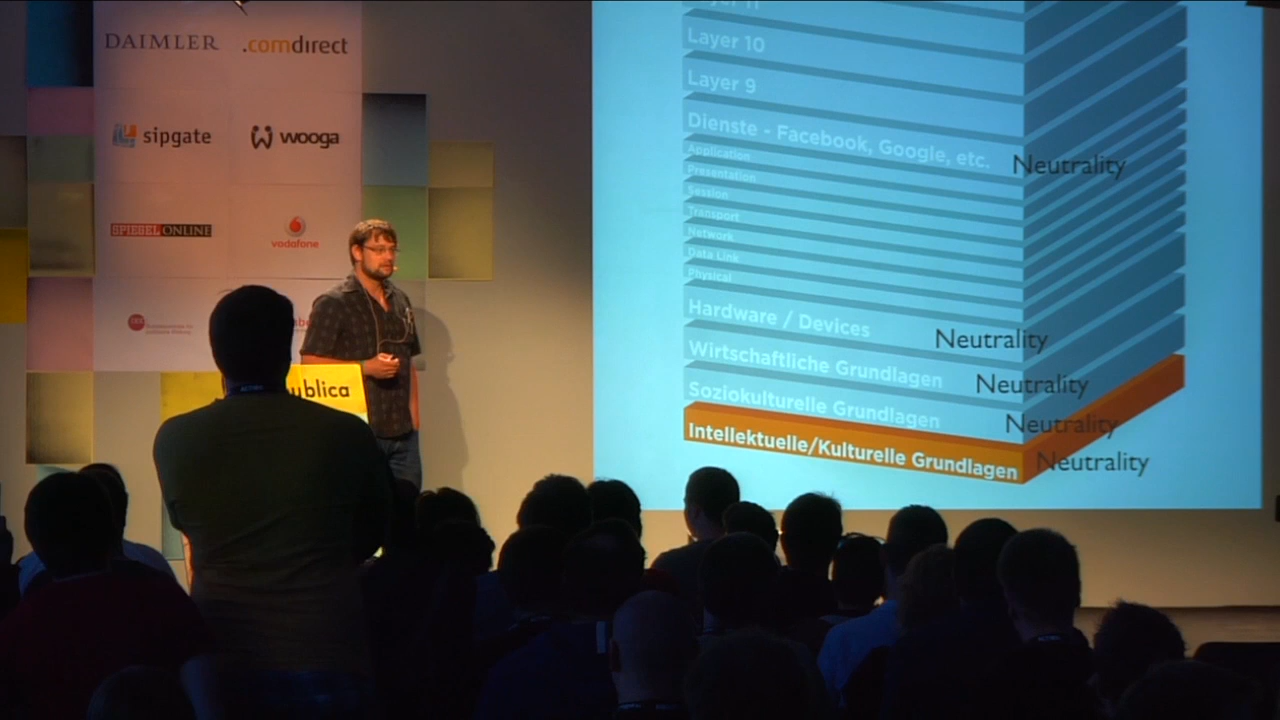 DAIMLER
.comdirect
sipgate
wooga
SPIEGEL ONLINE
vodafone
ublica
Layer 10
Layer 9
Dienste - Facebook, Google, etc.
Neutrality
Application
Presentation
Session
Transport
Network
Data Link
Physical
Hardware / Devices
Neutrality
Wirtschaftliche Grundlagen
Neutrality
Soziokulturelle Grundlagen
Neutrality
Intellektuelle/Kulturelle Grundlagen
Neutrality